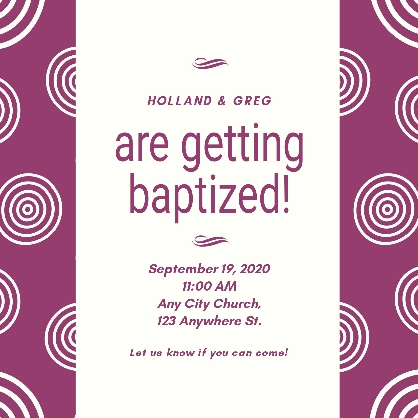 HOLLAND & GREG
are getting
baptized!
September 19, 2020
11:00 AM
Any City Church,
123 Anywhere St.
Let us know if you can come!